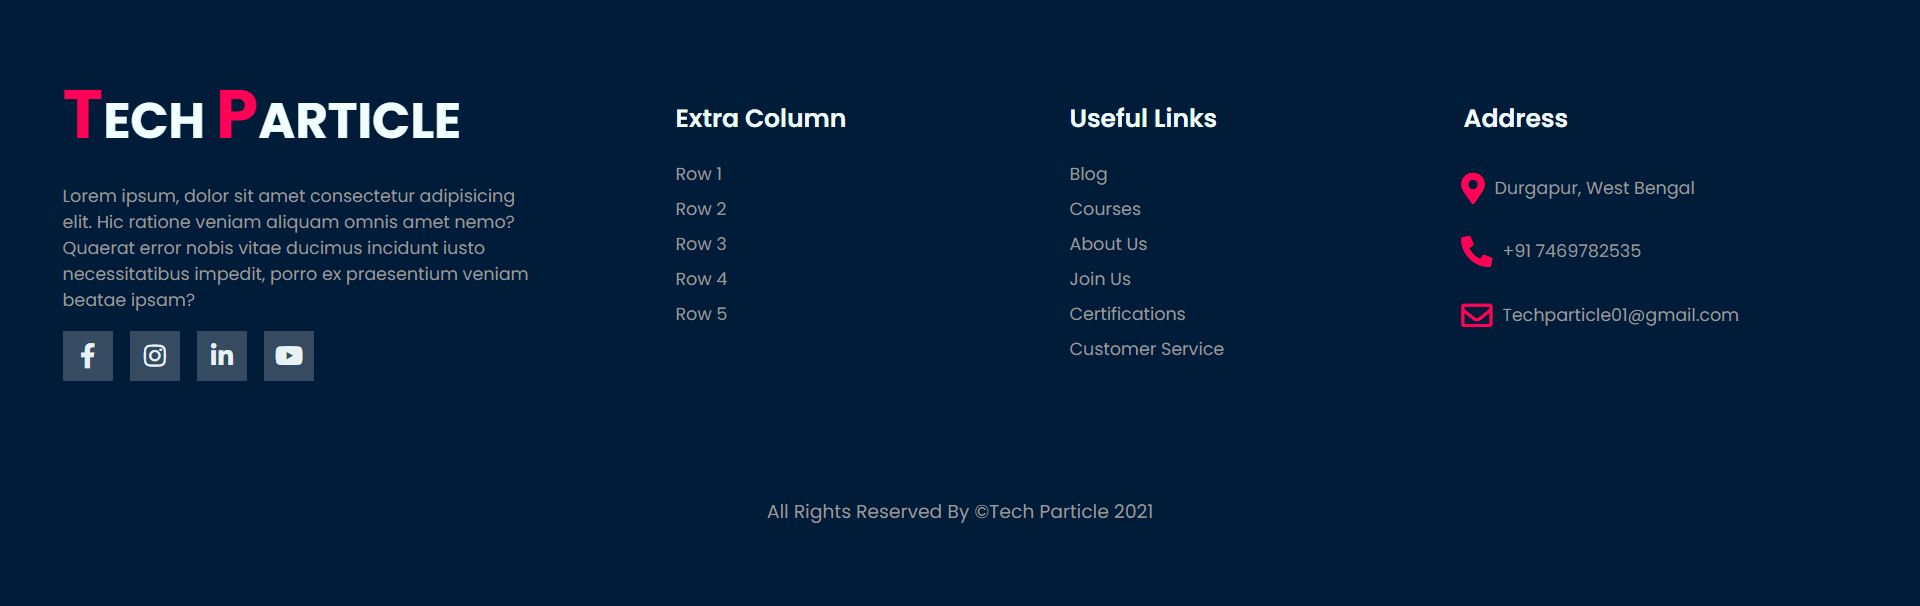 TECH PARTICLE
Lorem ipsum, dolor sit amet consectetur adipisicing
elit. Hic ratione veniam aliquam omnis amet nemo?
Quaerat error nobis vitae ducimus incidunt iusto
necessitatibus impedit, porro ex praesentium veniam
beatae ipsam?
Extra Column
Row 1
Row 2
Row 3
Row 4
Row 5
Useful Links
Blog
Courses
About Us
Join Us
Certifications
Customer Service
Address
Durgapur, West Bengal
+91 7469782535
Techparticle01@gmail.com
All Rights Reserved By ©Tech Particle 2021